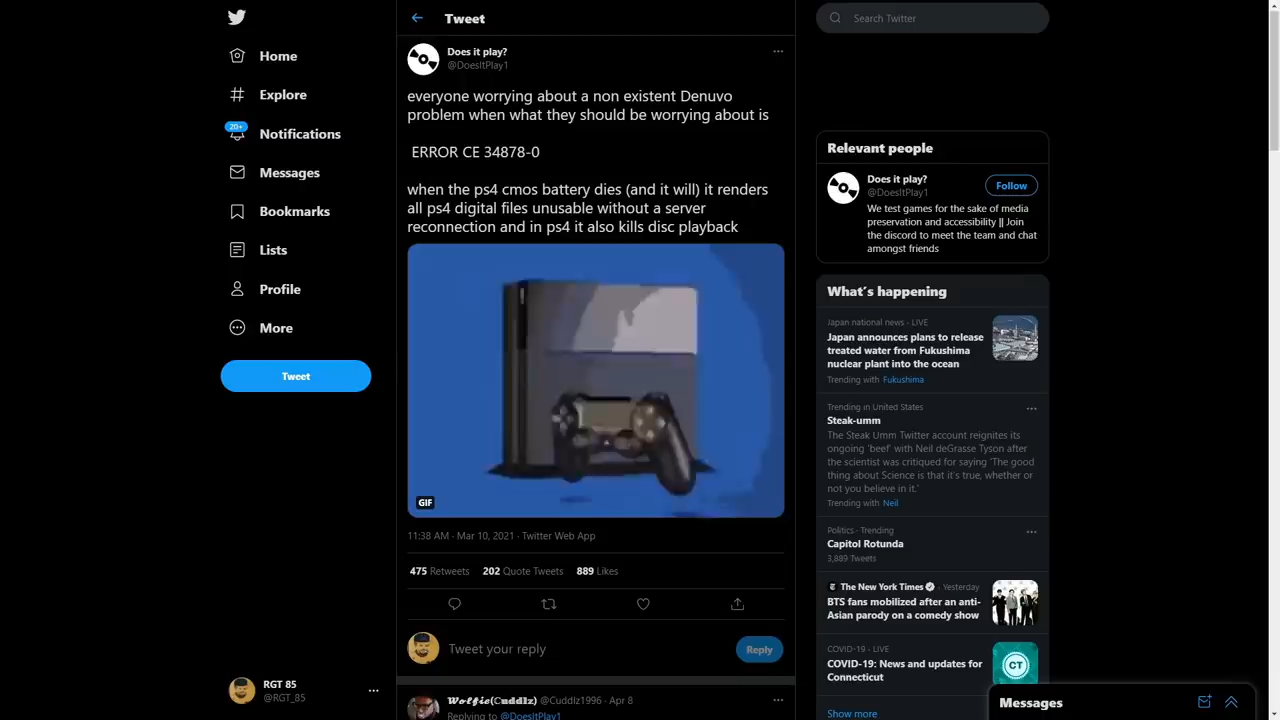 Home
Explore
20+
Notifications
Messages
Bookmarks
Lists
Profile
More
Tweet
RGT 85
@RGT_85
Tweet
Does it play?
@DoesItPlay1
everyone worrying about a non existent Denuvo
problem when what they should be worrying about is
ERROR CE 34878-0
when the ps4 cmos battery dies (and it will) it renders
all ps4 digital files unusable without a server
reconnection and in ps4 it also kills disc playback
GIF
11:38 AM · Mar 10, 2021 · Twitter Web App
475 Retweets 202 Quote Tweets 889 Likes
Tweet your reply
Reply
𝖂𝖔𝖑𝖋𝖎𝖊(ℂ𝕦𝕕𝕕𝕝𝕫) @Cuddlz1996 · Apr 8
Replying to @DoesItPlay1
Search Twitter
Relevant people
Does it play?
@DoesItPlay1
Follow
We test games for the sake of media
preservation and accessibility || Join
the discord to meet the team and chat
amongst friends
What's happening
Japan national news · LIVE
Japan announces plans to release
treated water from Fukushima
nuclear plant into the ocean
Trending with Fukushima
Trending in United States
Steak-umm
The Steak Umm Twitter account reignites its
ongoing 'beef' with Neil deGrasse Tyson after
the scientist was critiqued for saying 'The good
thing about Science is that it's true, whether or
not you believe in it.'
Trending with Neil
Politics · Trending
Capitol Rotunda
3,889 Tweets
The New York Times · Yesterday
BTS fans mobilized after an anti-
Asian parody on a comedy show
COVID-19 · LIVE
COVID-19: News and updates for
Connecticut
CT
Show more
Messages